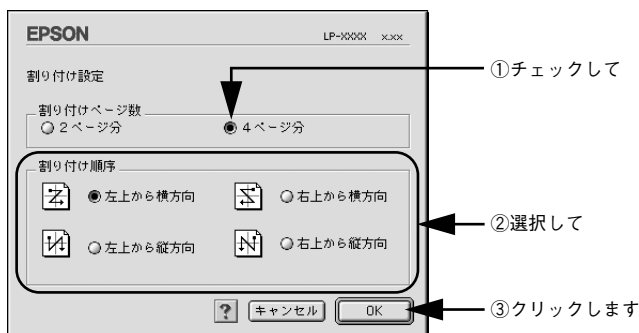 EPSON
LP-XXXX x.xx
割り付け設定
①チェックして
割り付けページ数
2ページ分
4ページ分
割り付け順序
左上から横方向
右上から横方向
②選択して
左上から縦方向
右上から縦方向
?
キャンセル
OK
③クリックします